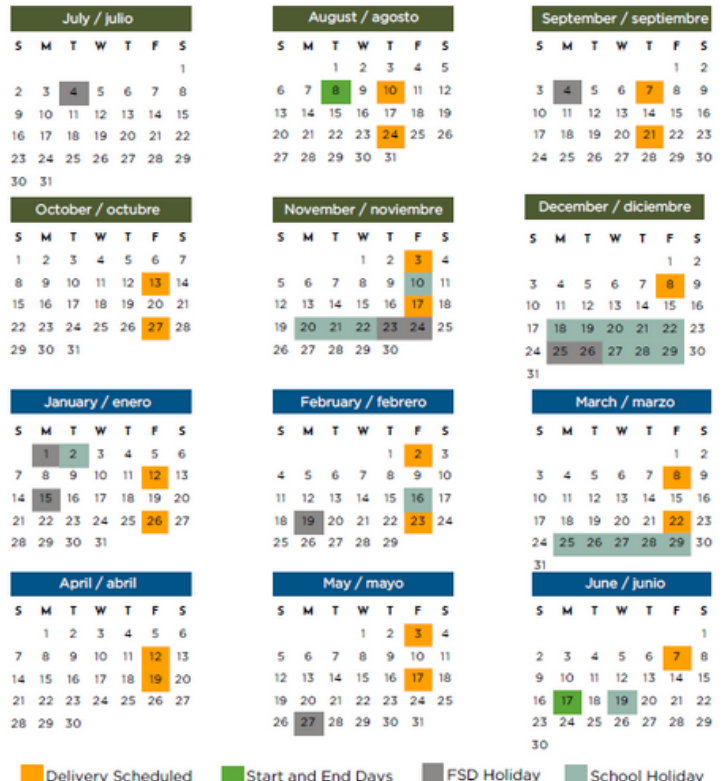 July / julio
S M T W T F S
1
2 3 4 5 6 7 8
9 10 11 12 13 14 15
16 17 18 19 20 21 22
23 24 25 26 27 28 29
30 31
August / agosto
S M T W T F S
1 2 3 4 5
6 7 8 9 10 11 12
13 14 15 16 17 18 19
20 21 22 23 24 25 26
27 28 29 30 31
September / septiembre
S M T W T F S
1 2
3 4 5 6 7 8 9
10 11 12 13 14 15 16
17 18 19 20 21 22 23
24 25 26 27 28 29 30
October / octubre
S M T W T F S
1 2 3 4 5 6 7
8 9 10 11 12 13 14
15 16 17 18 19 20 21
22 23 24 25 26 27 28
29 30 31
November / noviembre
S M T W T F S
1 2 3 4
5 6 7 8 9 10 11
12 13 14 15 16 17 18
19 20 21 22 23 24 25
26 27 28 29 30
December / diciembre
S M T W T F S
1 2
3 4 5 6 7 8 9
10 11 12 13 14 15 16
17 18 19 20 21 22 23
24 25 26 27 28 29 30
31
January / enero
S M T W T F S
1 2 3 4 5 6
7 8 9 10 11 12 13
14 15 16 17 18 19 20
21 22 23 24 25 26 27
28 29 30 31
February / febrero
S M T W T F S
1 2 3
4 5 6 7 8 9 10
11 12 13 14 15 16 17
18 19 20 21 22 23 24
25 26 27 28 29
March / marzo
S M T W T F S
1 2
3 4 5 6 7 8 9
10 11 12 13 14 15 16
17 18 19 20 21 22 23
24 25 26 27 28 29 30
31
April / abril
S M T W T F S
1 2 3 4 5 6
7 8 9 10 11 12 13
14 15 16 17 18 19 20
21 22 23 24 25 26 27
28 29 30
May / mayo
S M T W T F S
1 2 3 4
5 6 7 8 9 10 11
12 13 14 15 16 17 18
19 20 21 22 23 24 25
26 27 28 29 30 31
June / junio
S M T W T F S
1
2 3 4 5 6 7 8
9 10 11 12 13 14 15
16 17 18 19 20 21 22
23 24 25 26 27 28 29
30
Delivery Scheduled Start and End Days FSD Holiday School Holiday